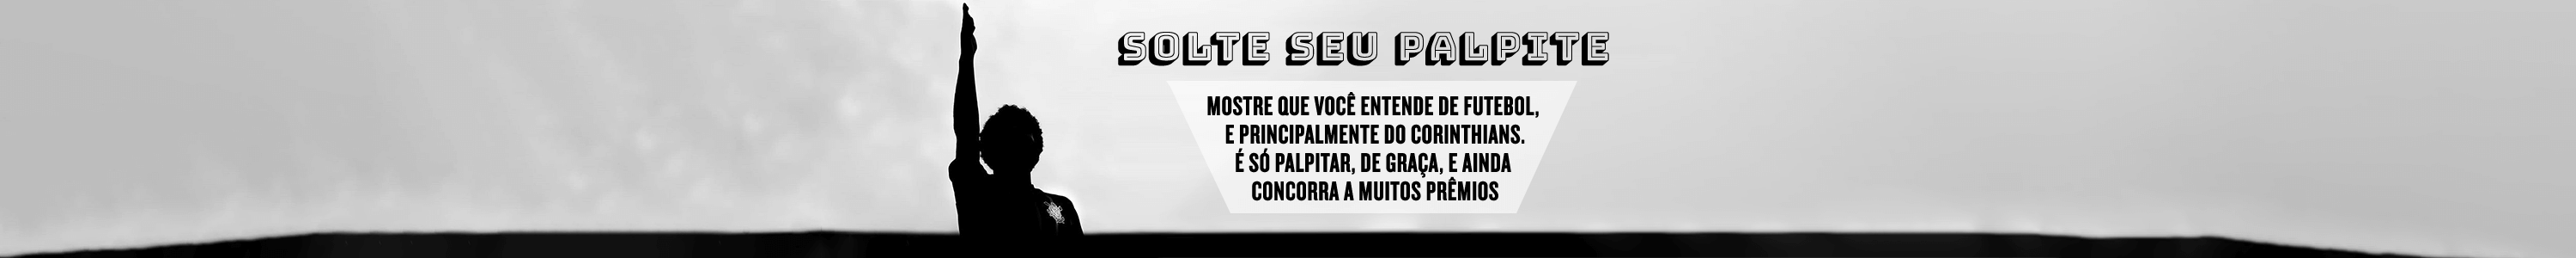 SOLTE SEU PALPITE
MOSTRE QUE VOCÊ ENTENDE DE FUTEBOL,
E PRINCIPALMENTE DO CORINTHIANS.
É SÓ PALPITAR, DE GRAÇA, E AINDA
CONCORRA A MUITOS PRÊMIOS